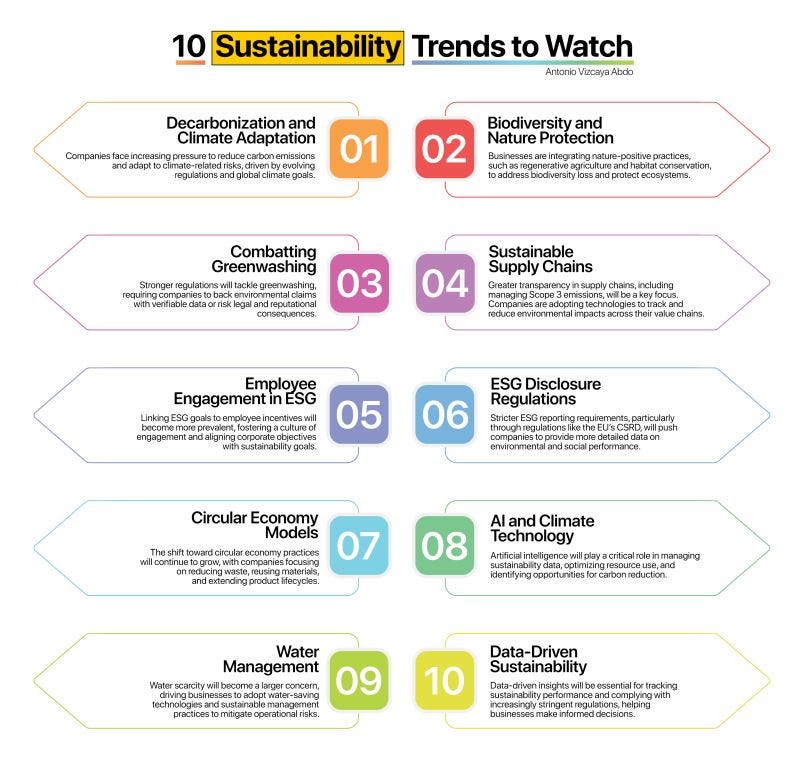 10 Sustainability Trends to Watch
Antonio Vizcaya Abdo
Decarbonization and
Climate Adaptation
Companies face increasing pressure to reduce carbon emissions
and adapt to climate-related risks, driven by evolving
regulations and global climate goals.
01
02
Biodiversity and
Nature Protection
Businesses are integrating nature-positive practices,
such as regenerative agriculture and habitat conservation,
to address biodiversity loss and protect ecosystems.
Combatting
Greenwashing
Stronger regulations will tackle greenwashing,
requiring companies to back environmental claims
with verifiable data or risk legal and reputational
consequences.
03
04
Sustainable
Supply Chains
Greater transparency in supply chains, including
managing Scope 3 emissions, will be a key focus.
Companies are adopting technologies to track and
reduce environmental impacts across their value chains.
Employee
Engagement in ESG
Linking ESG goals to employee incentives will
become more prevalent, fostering a culture of
engagement and aligning corporate objectives
with sustainability goals.
05
06
ESG Disclosure
Regulations
Stricter ESG reporting requirements, particularly
through regulations like the EU's CSRD, will push
companies to provide more detailed data on
environmental and social performance.
Circular Economy
Models
The shift toward circular economy practices
will continue to grow, with companies focusing
on reducing waste, reusing materials,
and extending product lifecycles.
07
08
AI and Climate
Technology
Artificial intelligence will play a critical role in managing
sustainability data, optimizing resource use, and
identifying opportunities for carbon reduction.
Water
Management
Water scarcity will become a larger concern,
driving businesses to adopt water-saving
technologies and sustainable management
practices to mitigate operational risks.
09
10
Data-Driven
Sustainability
Data-driven insights will be essential for tracking
sustainability performance and complying with
increasingly stringent regulations, helping
businesses make informed decisions.